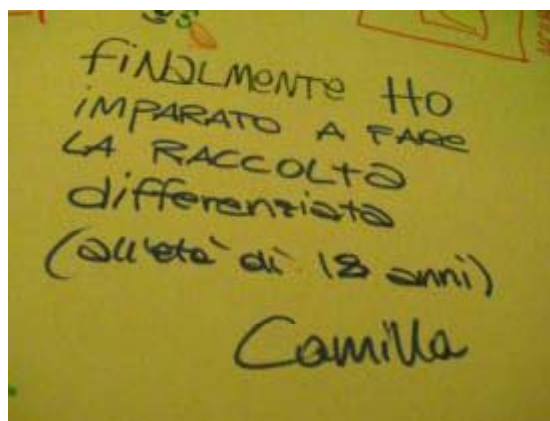 FINALMENTE HO
IMPARATO A FARE
LA RACCOLTA
differenziata
(all'età di 18 anni)
Camilla